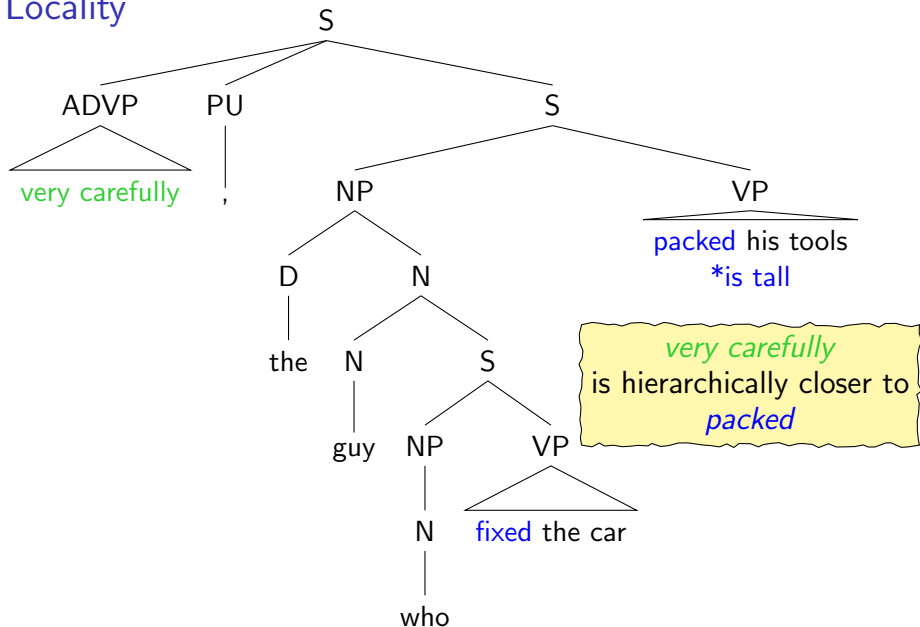 Locality
S
ADVP PU S
very carefully , NP VP
packed his tools
D N *is tall
the N S very carefully
is hierarchically closer to
packed
guy NP VP
N fixed the car
who